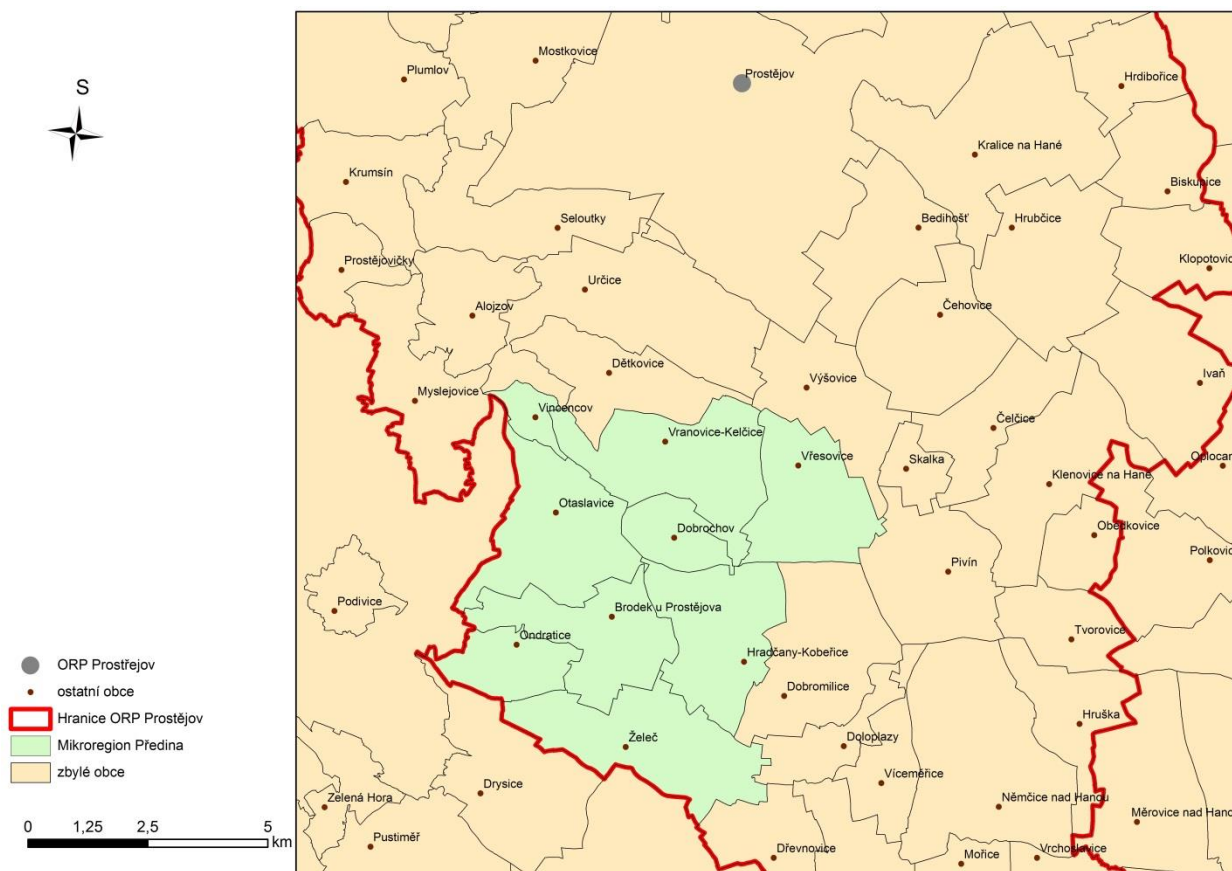 S
Mostkovice
Plumlov
Prostějov
Hrdibořice
Kralice na Hané
Krumsín
Biskupice
Seloutky
Bedihošť
Hrubčice
Prostějovičky
Klopotovic
Určice
Alojzov
Čehovice
Dětkovice
Výšovice
Ivaň
Myslejovice
Vincencov
Vranovice-Kelčice
Čelčice
Vřesovice
Skalka
Oplocan
Klenovice na Hané
Otaslavice
Dobrochov
Obědkovice
Polkovic
Pivín
Podivice
Brodek u Prostějova
Ondratice
Tvorovice
Hradčany-Kobeřice
Dobromilice
Hruška
Želeč
Doloplazy
Víceměřice
Drysice
Zelená Hora
Němčice nad Hanou
Měrovice nad Hano
Pustiměř
Dřevnovice
Mořice
Vrchoslavice
ORP Prostřejov
ostatní obce
Hranice ORP Prostějov
Mikroregion Předina
zbylé obce
0 1,25 2,5 5
km